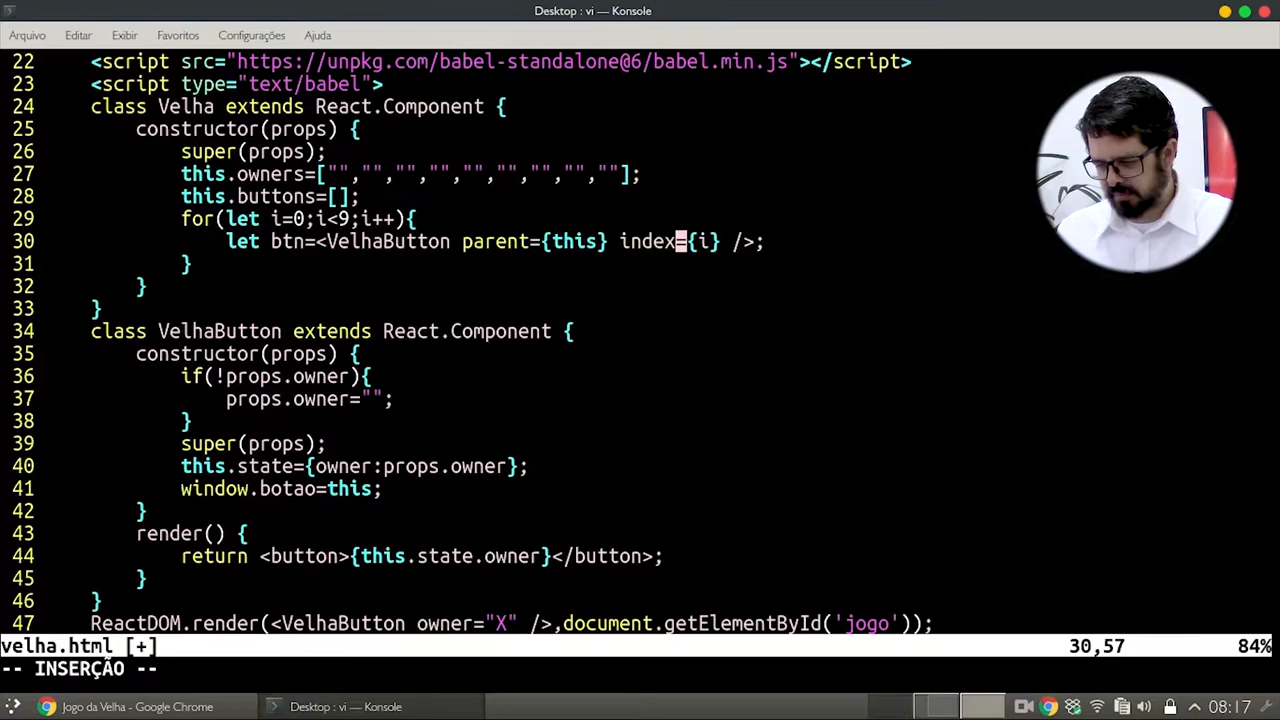 Desktop : vi — Konsole
Arquivo Editar Exibir Favoritos Configurações Ajuda
22 <script src="https://unpkg.com/babel-standalone@6/babel.min.js"></script>
23 <script type="text/babel">
24 class Velha extends React.Component {
25 constructor(props) {
26 super(props);
27 this.owners=["","","","","","","","",""];
28 this.buttons=[];
29 for(let i=0;i<9;i++){
30 let btn=<VelhaButton parent={this} index={i} />;
31 }
32 }
33 }
34 class VelhaButton extends React.Component {
35 constructor(props) {
36 if(!props.owner){
37 props.owner="";
38 }
39 super(props);
40 this.state={owner:props.owner};
41 window.botao=this;
42 }
43 render() {
44 return <button>{this.state.owner}</button>;
45 }
46 }
47 ReactDOM.render(<VelhaButton owner="X" />,document.getElementById('jogo'));
velha.html [+] 30,57 84%
-- INSERÇÃO --
Jogo da Velha - Google Chrome Desktop : vi — Konsole 08:17